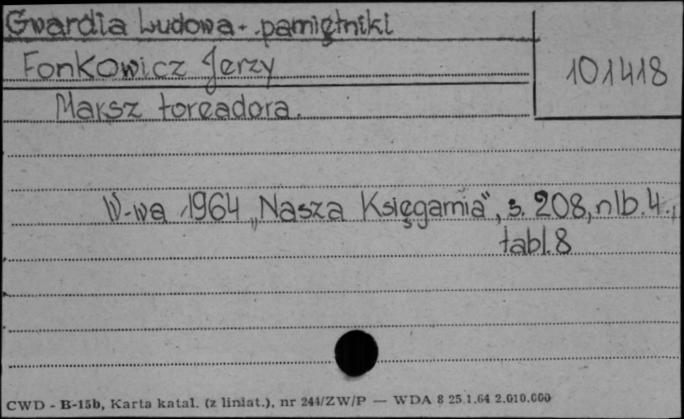 Gwardia Ludowa - pamiętniki
Fonkowicz Jerzy
101418
Marsz toreadora.
W-wa 1964 „Nasza Księgarnia", s. 208, nlb. 4.,
tabl. 8
CWD - B-15b, Karta katal. (z liniat.), nr 244/ZW/P — WDA 8 25.1.64 2.010.000